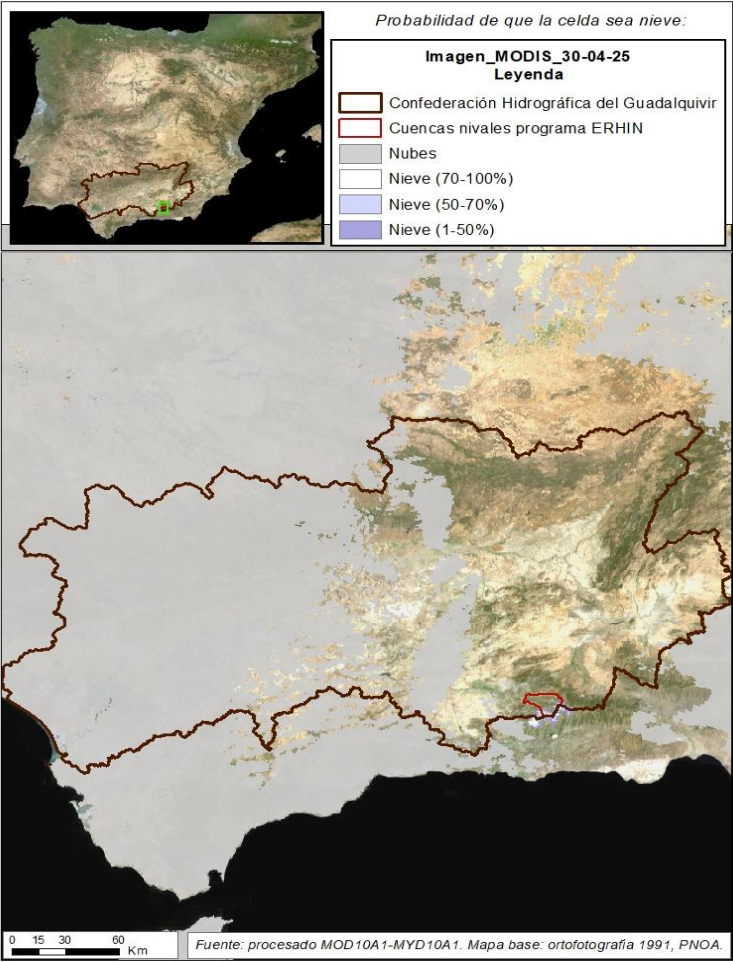 Probabilidad de que la celda sea nieve:
Imagen_MODIS_30-04-25
Leyenda
Confederación Hidrográfica del Guadalquivir
Cuencas nivales programa ERHIN
Nubes
Nieve (70-100%)
Nieve (50-70%)
Nieve (1-50%)
0 15 30 60
Km
Fuente: procesado MOD10A1-MYD10A1. Mapa base: ortofotografia 1991, PNOA.